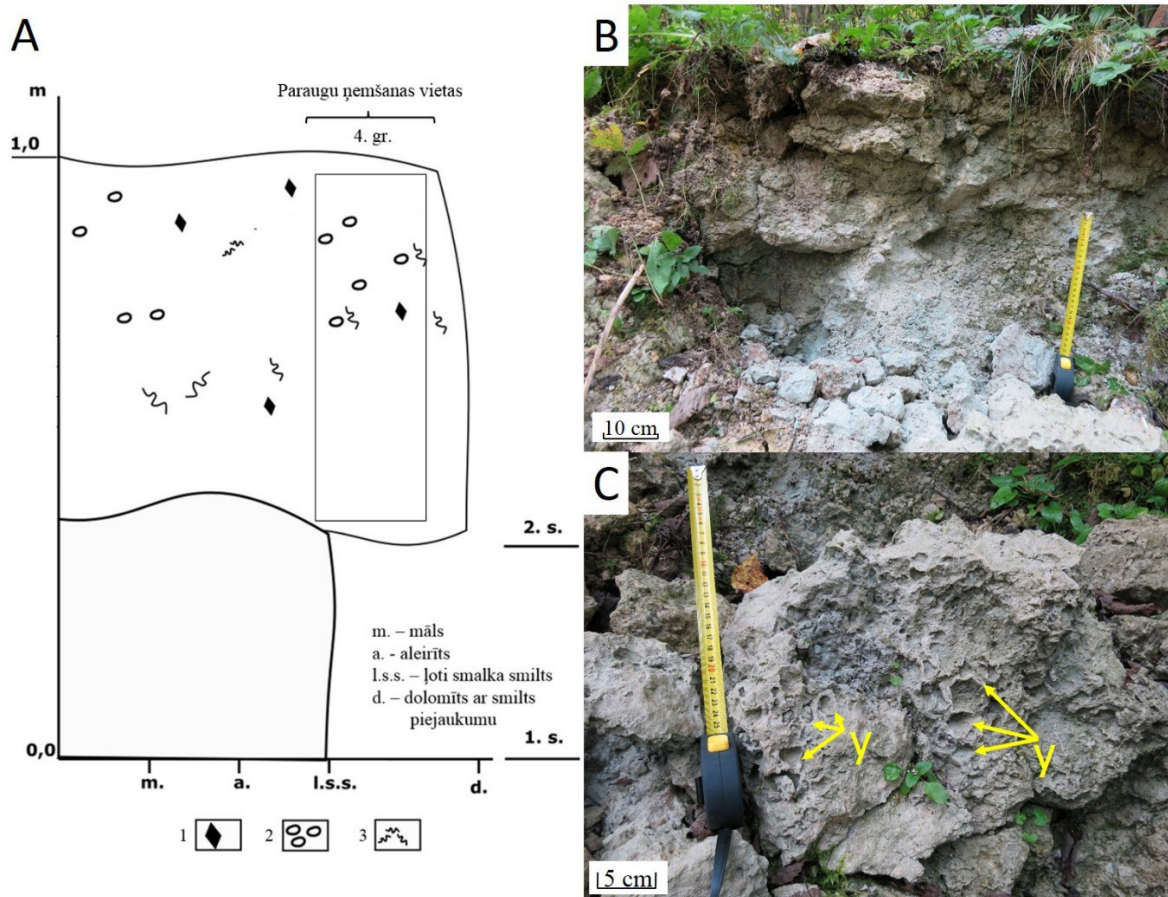 A
m
Paraugu ņemšanas vietas
4. gr.
1,0
2. s.
m. – māls
a. - aleirīts
l.s.s. – ļoti smalka smilts
d. – dolomīts ar smilts
piejaukumu
0,0
1. s.
m.
a.
l.s.s.
d.
1
2
3
B
10 cm
C
y
y
5 cm